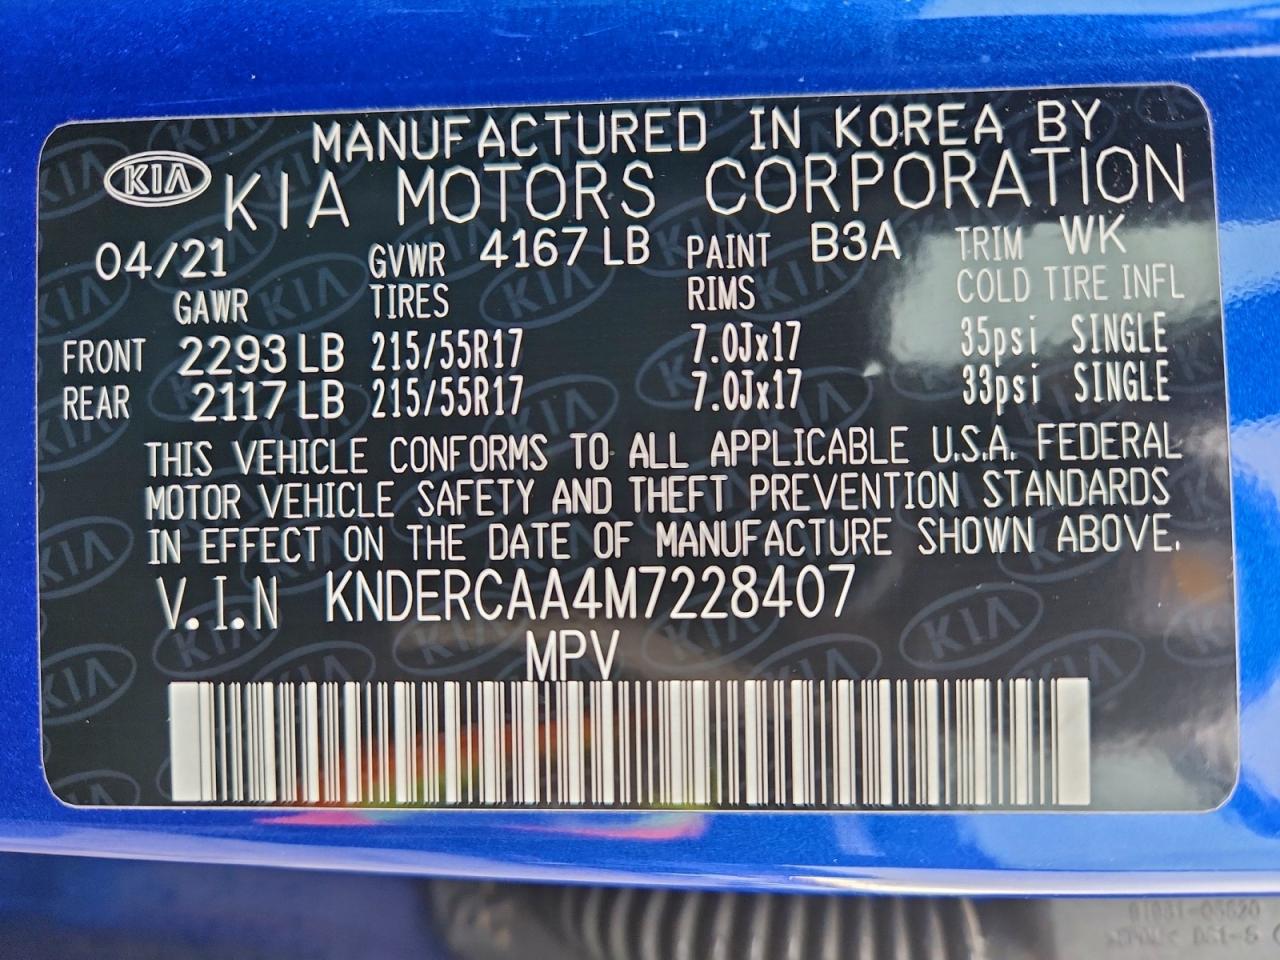 MANUFACTURED IN KOREA BY
KIA KIA MOTORS CORPORATION
04/21 GVWR 4167 LB PAINT B3A TRIM WK
GAWR TIRES RIMS COLD TIRE INFL
FRONT 2293 LB 215/55R17 7.0Jx17 35psi SINGLE
REAR 2117 LB 215/55R17 7.0Jx17 33psi SINGLE
THIS VEHICLE CONFORMS TO ALL APPLICABLE U.S.A. FEDERAL
MOTOR VEHICLE SAFETY AND THEFT PREVENTION STANDARDS
IN EFFECT ON THE DATE OF MANUFACTURE SHOWN ABOVE.
V.I.N KNDERCAA4M7228407
MPV